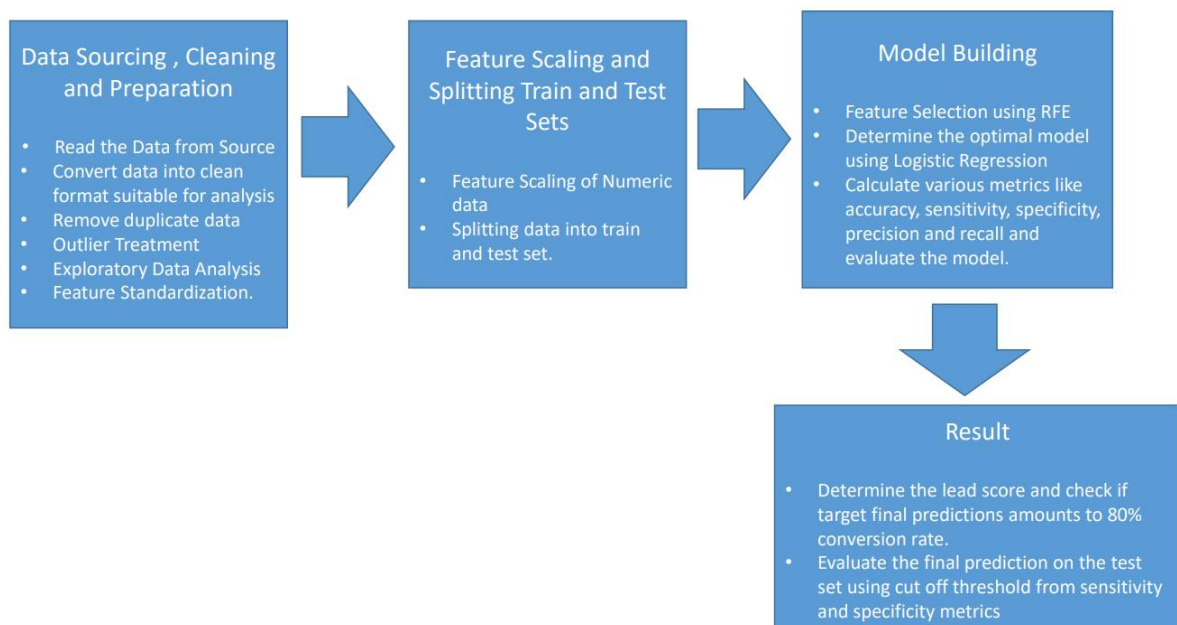 Data Sourcing , Cleaning
and Preparation
• Read the Data from Source
• Convert data into clean
format suitable for analysis
• Remove duplicate data
• Outlier Treatment
• Exploratory Data Analysis
• Feature Standardization.
Feature Scaling and
Splitting Train and Test
Sets
• Feature Scaling of Numeric
data
• Splitting data into train
and test set.
Model Building
• Feature Selection using RFE
• Determine the optimal model
using Logistic Regression
• Calculate various metrics like
accuracy, sensitivity, specificity,
precision and recall and
evaluate the model.
Result
• Determine the lead score and check if
target final predictions amounts to 80%
conversion rate.
• Evaluate the final prediction on the test
set using cut off threshold from sensitivity
and specificity metrics